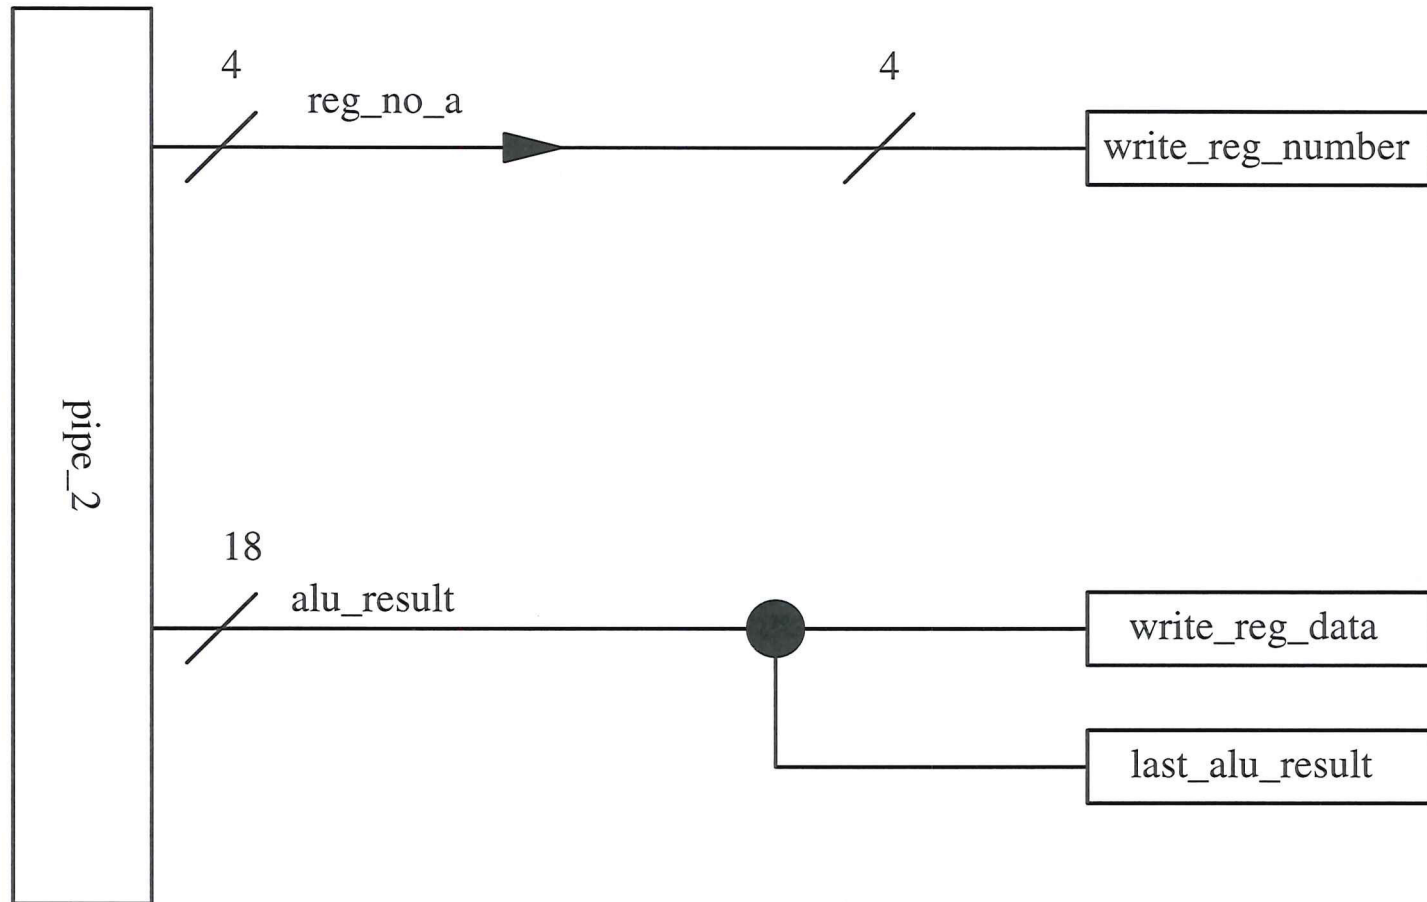 4
4
reg_no_a
write_reg_number
pipe_2
18
alu_result
write_reg_data
last_alu_result